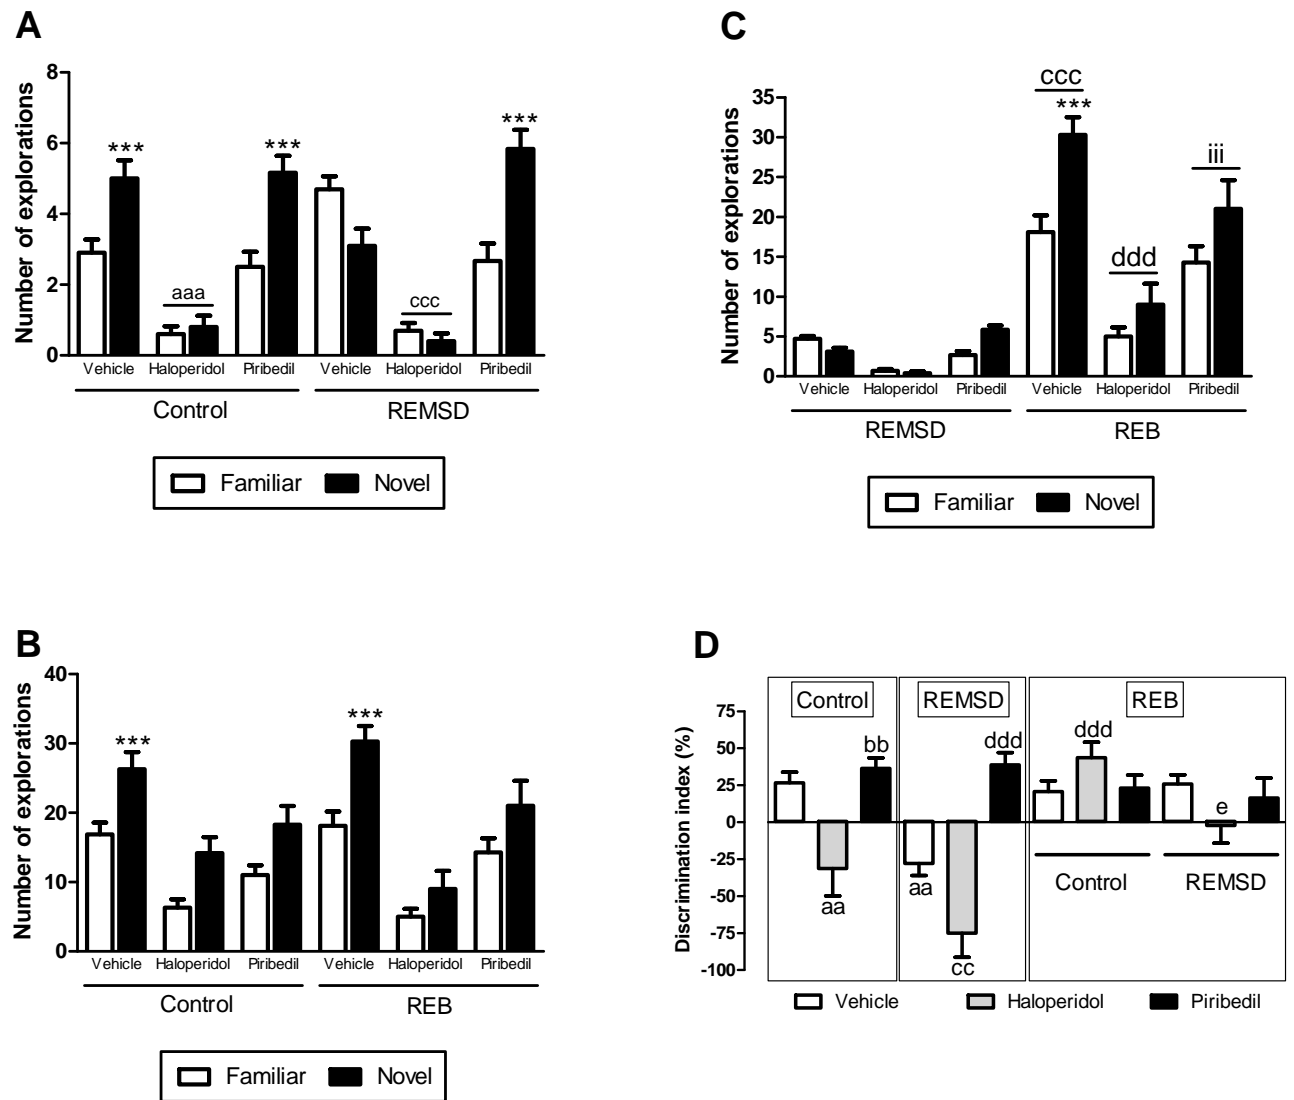 A
Number of explorations
8
6
4
2
0
*** *** ***
aaa ccc
Vehicle Haloperidol Piribedil Vehicle Haloperidol Piribedil
Control REMSD
Familiar Novel
C
Number of explorations
35
30
25
20
15
10
5
0
ccc
***
iii
ddd
Vehicle Haloperidol Piribedil Vehicle Haloperidol Piribedil
REMSD REB
Familiar Novel
B
Number of explorations
40
30
20
10
0
*** ***
Vehicle Haloperidol Piribedil Vehicle Haloperidol Piribedil
Control REB
Familiar Novel
D
Discrimination index (%)
75
50
25
0
-25
-50
-75
-100
Control REMSD REB
bb ddd ddd
e
aa aa
cc
Control REMSD
Vehicle Haloperidol Piribedil